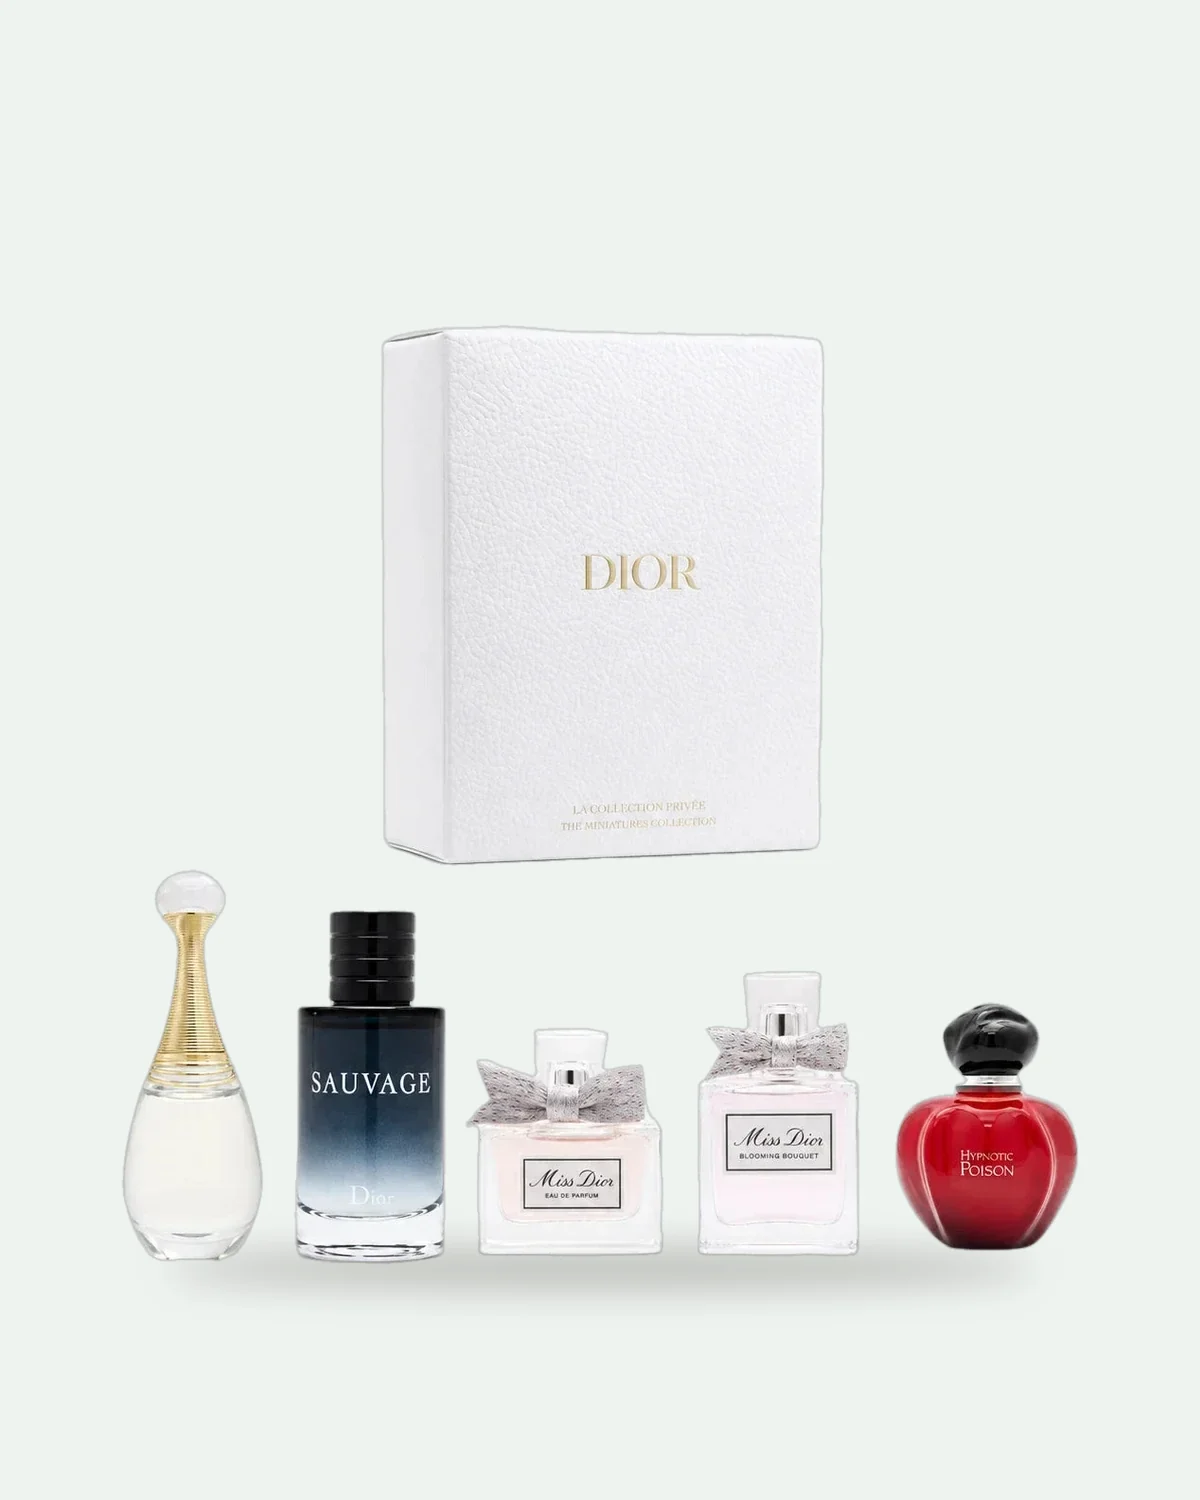 DIOR
LA COLLECTION PRIVÉE
THE MINIATURES COLLECTION
SAUVAGE
Dior
Miss Dior
EAU DE PARFUM
Miss Dior
BLOOMING BOUQUET
HYPNOTIC
POISON